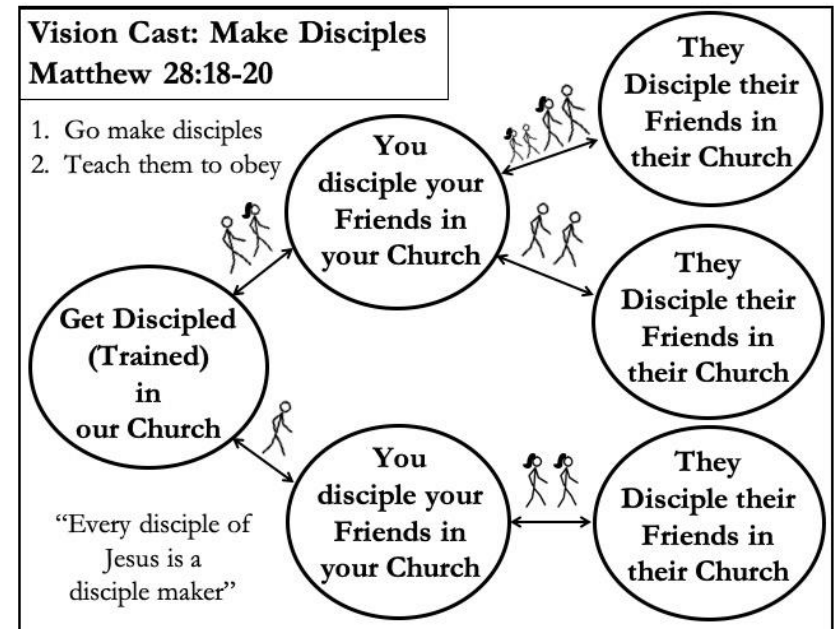 Vision Cast: Make Disciples
Matthew 28:18-20
1. Go make disciples
2. Teach them to obey
Get Discipled
(Trained)
in
our Church
You
disciple your
Friends in
your Church
They
Disciple their
Friends in
their Church
They
Disciple their
Friends in
their Church
You
disciple your
Friends in
your Church
They
Disciple their
Friends in
their Church
“Every disciple of
Jesus is a
disciple maker”